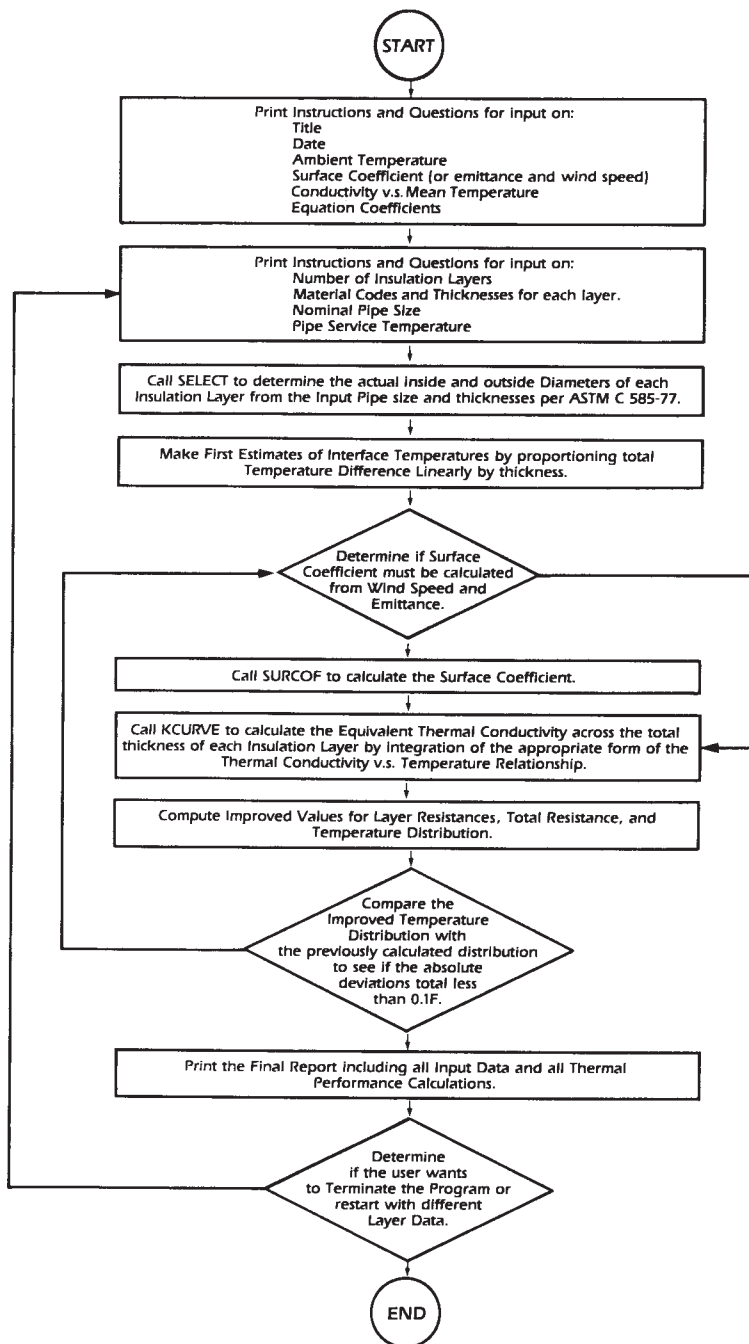 START
Print Instructions and Questions for input on:
Title
Date
Ambient Temperature
Surface Coefficient (or emittance and wind speed)
Conductivity v.s. Mean Temperature
Equation Coefficients
Print Instructions and Questions for input on:
Number of Insulation Layers
Material Codes and Thicknesses for each layer.
Nominal Pipe Size
Pipe Service Temperature
Call SELECT to determine the actual inside and outside Diameters of each
Insulation Layer from the Input Pipe size and thicknesses per ASTM C 585-77.
Make First Estimates of Interface Temperatures by proportioning total
Temperature Difference Linearly by thickness.
Determine if Surface
Coefficient must be calculated
from Wind Speed and
Emittance.
Call SURCOF to calculate the Surface Coefficient.
Call KCURVE to calculate the Equivalent Thermal Conductivity across the total
thickness of each Insulation Layer by integration of the appropriate form of the
Thermal Conductivity v.s. Temperature Relationship.
Compute Improved Values for Layer Resistances, Total Resistance, and
Temperature Distribution.
Compare the
Improved Temperature
Distribution with
the previously calculated distribution
to see if the absolute
deviations total less
than 0.1F.
Print the Final Report including all Input Data and all Thermal
Performance Calculations.
Determine
if the user wants
to Terminate the Program or
restart with different
Layer Data.
END